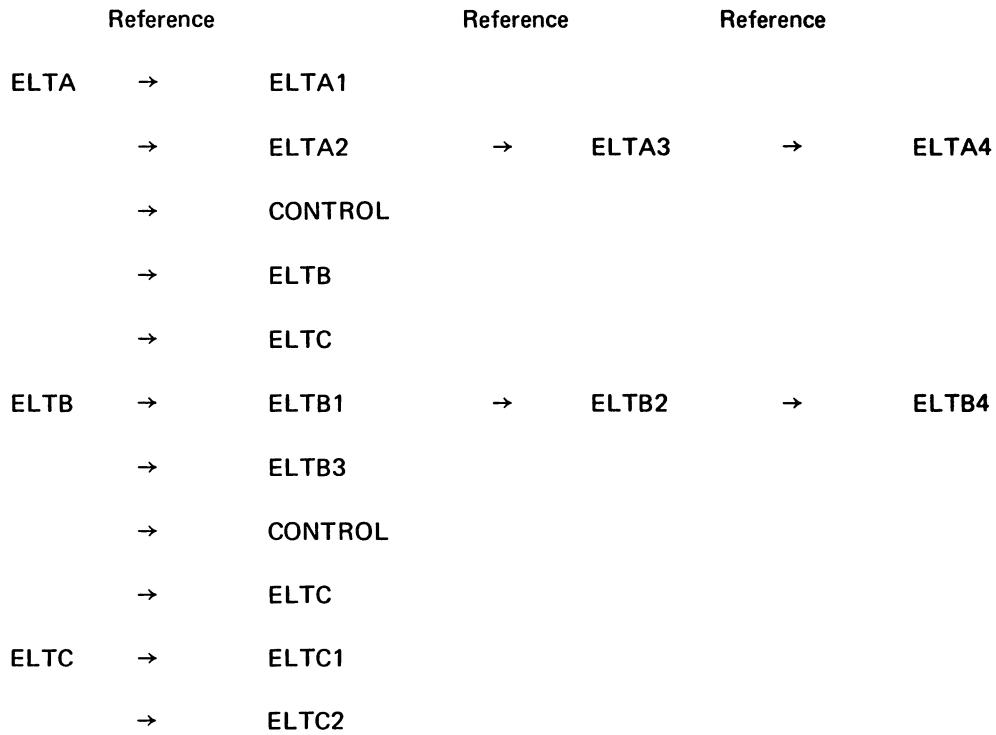 Reference Reference Reference
ELTA → ELTA1
→ ELTA2 → ELTA3 → ELTA4
→ CONTROL
→ ELTB
→ ELTC
ELTB → ELTB1 → ELTB2 → ELTB4
→ ELTB3
→ CONTROL
→ ELTC
ELTC → ELTC1
→ ELTC2